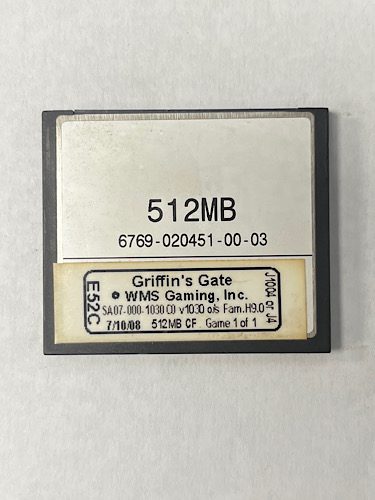 512MB
6769-020451-00-03
Griffin's Gate
© WMS Gaming, Inc.
SA07-000-1030 C0 v1030 o/s Fam.H9.0
7/10/08 512MB CF Game 1 of 1
E52C
J1004 or J4